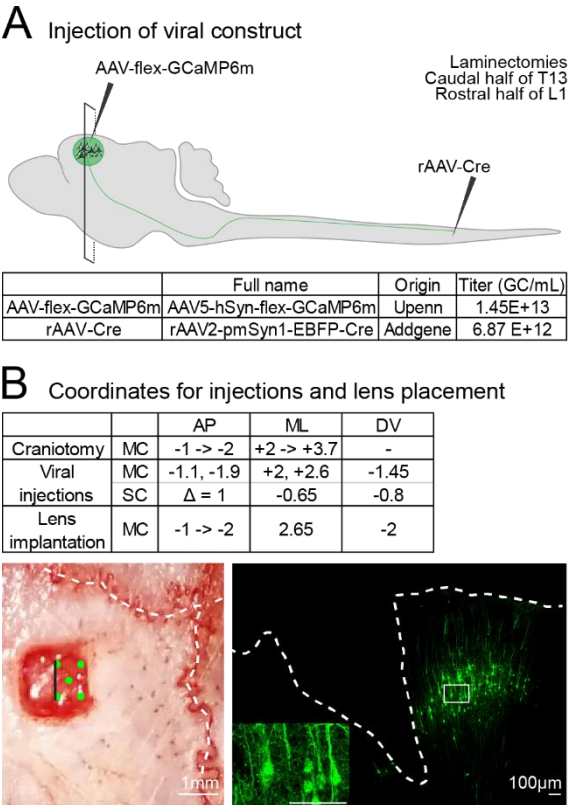 A Injection of viral construct
AAV-flex-GCaMP6m
Laminectomies
Caudal half of T13
Rostral half of L1
rAAV-Cre
Full name Origin Titer (GC/mL)
AAV-flex-GCaMP6m AAV5-hSyn-flex-GCaMP6m Upenn 1.45E+13
rAAV-Cre rAAV2-pmSyn1-EBFP-Cre Addgene 6.87 E+12
B Coordinates for injections and lens placement
AP ML DV
Craniotomy MC -1 -> -2 +2 -> +3.7 -
Viral injections MC -1.1, -1.9 +2, +2.6 -1.45
SC Δ = 1 -0.65 -0.8
Lens implantation MC -1 -> -2 2.65 -2
1mm
100µm